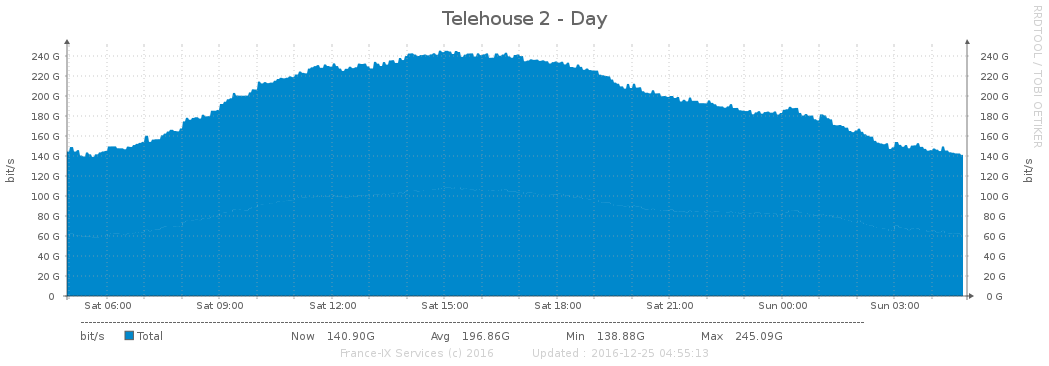 Telehouse 2 - Day
RRDTOOL / TOBI OETIKER
240 G 240 G
220 G 220 G
200 G 200 G
180 G 180 G
160 G 160 G
140 G 140 G
120 G 120 G
100 G 100 G
80 G 80 G
60 G 60 G
40 G 40 G
20 G 20 G
0 0 G
bit/s
bit/s
Sat 06:00 Sat 09:00 Sat 12:00 Sat 15:00 Sat 18:00 Sat 21:00 Sun 00:00 Sun 03:00
bit/s Total Now 140.90G Avg 196.86G Min 138.88G Max 245.09G
France-IX Services (c) 2016 Updated : 2016-12-25 04:55:13